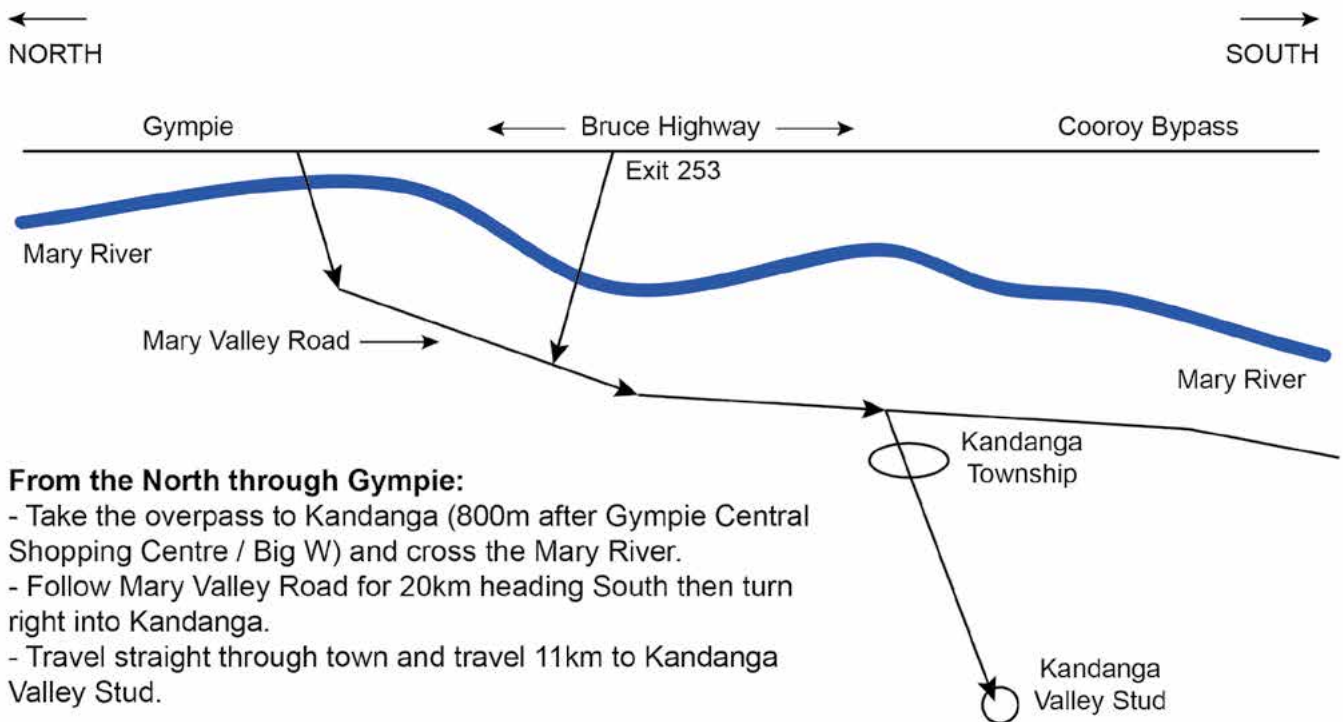 NORTH
SOUTH
Gympie
Bruce Highway
Cooroy Bypass
Exit 253
Mary River
Mary Valley Road
Mary River
Kandanga
Township
From the North through Gympie:
- Take the overpass to Kandanga (800m after Gympie Central
Shopping Centre / Big W) and cross the Mary River.
- Follow Mary Valley Road for 20km heading South then turn
right into Kandanga.
- Travel straight through town and travel 11km to Kandanga
Valley Stud.
Kandanga
Valley Stud